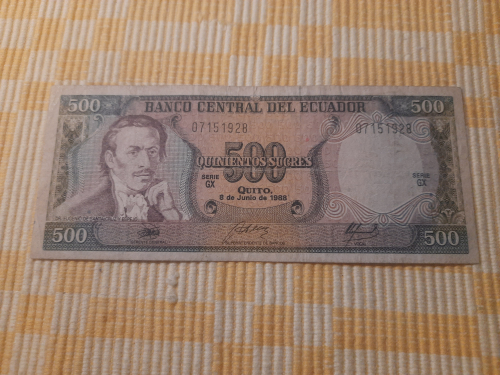 500 BANCO CENTRAL DEL ECUADOR 500
07151928 07151928
500
QUINIENTOS SUCRES
SERIE GX SERIE GX
QUITO,
8 de Junio de 1988
500 500